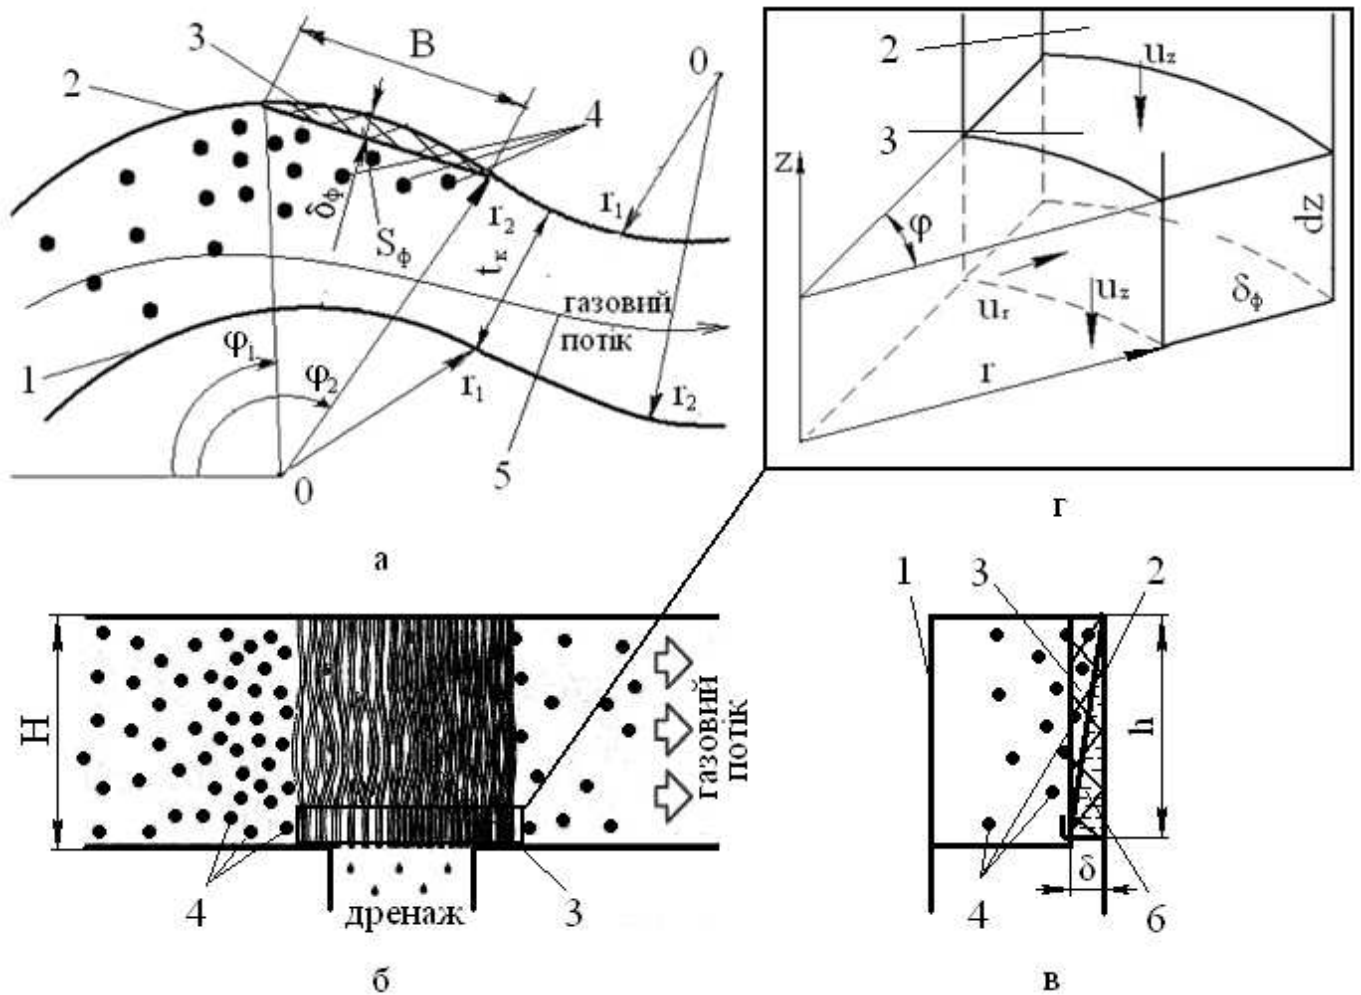 3
B
0
2
4
δф
r₂
r₁
Sф
tк
газовий
потік
φ₁
1
φ₂
r₁
r₂
5
0
а
2
uz
3
z
φ
dz
uz
δф
ur
r
г
H
газовий
потік
4
дренаж
3
б
1
3
2
h
δ
4
6
в